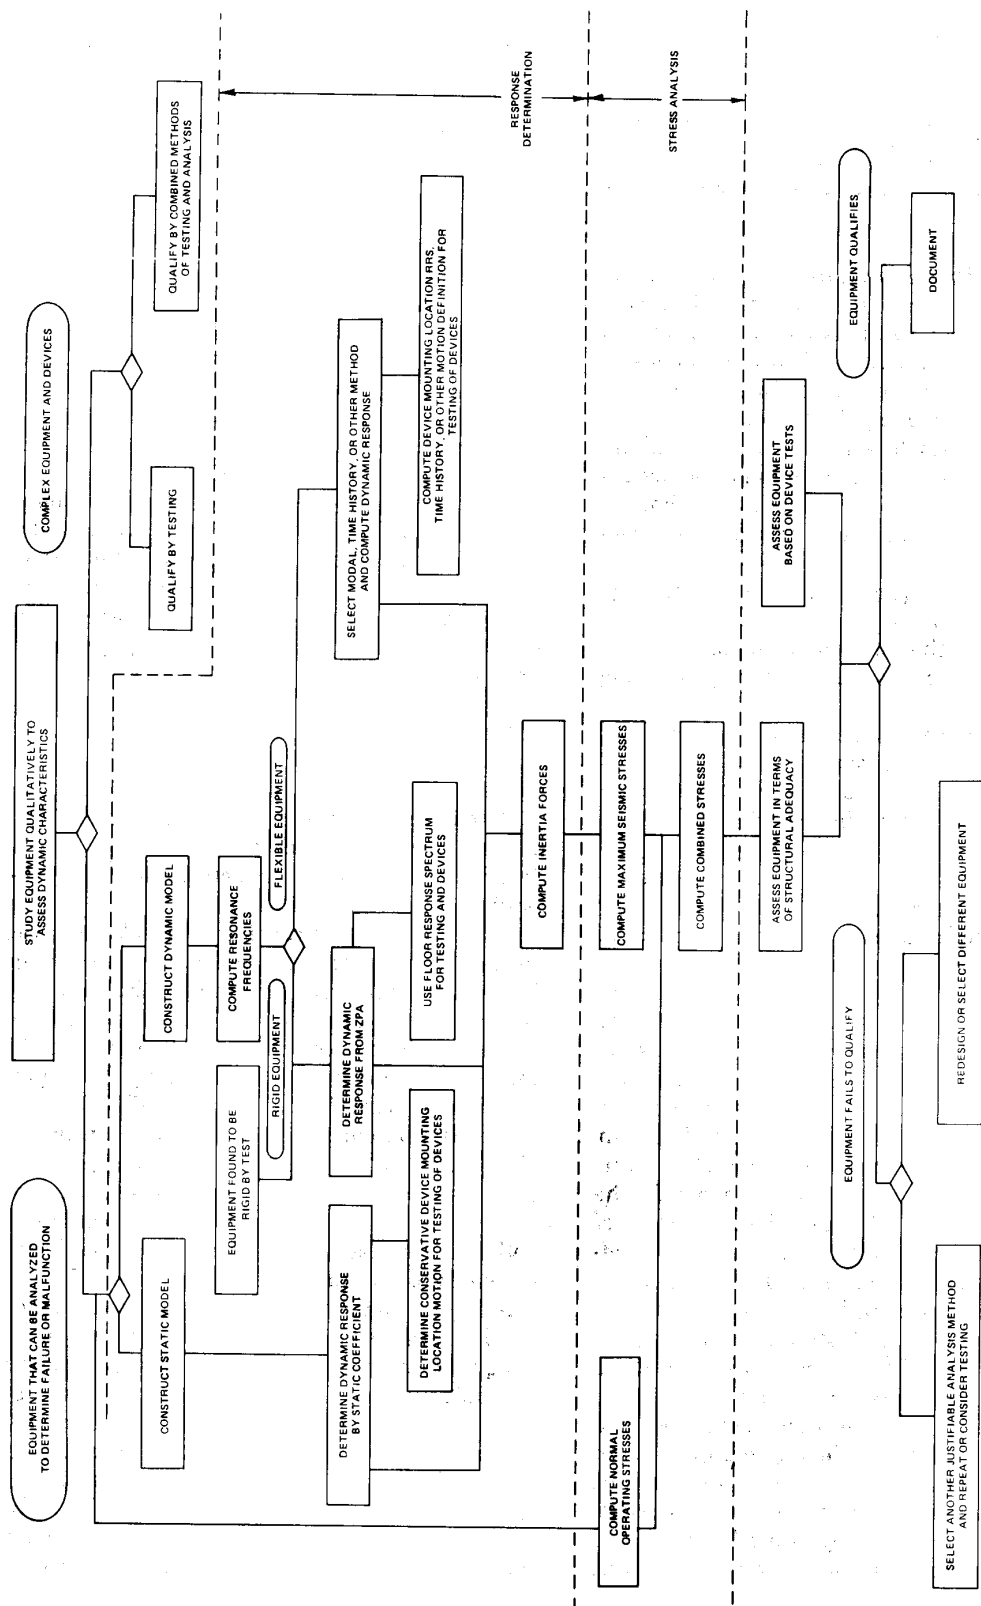 STUDY EQUIPMENT QUALITATIVELY TO
ASSESS DYNAMIC CHARACTERISTICS
EQUIPMENT THAT CAN BE ANALYZED
TO DETERMINE FAILURE OR MALFUNCTION
COMPLEX EQUIPMENT AND DEVICES
QUALIFY BY TESTING
QUALIFY BY COMBINED METHODS
OF TESTING AND ANALYSIS
CONSTRUCT STATIC MODEL
CONSTRUCT DYNAMIC MODEL
EQUIPMENT FOUND TO BE
RIGID BY TEST
COMPUTE RESONANCE
FREQUENCIES
RIGID EQUIPMENT
FLEXIBLE EQUIPMENT
DETERMINE DYNAMIC RESPONSE
BY STATIC COEFFICIENT
DETERMINE DYNAMIC
RESPONSE FROM ZPA
SELECT MODAL, TIME HISTORY, OR OTHER METHOD
AND COMPUTE DYNAMIC RESPONSE
DETERMINE CONSERVATIVE DEVICE MOUNTING
LOCATION MOTION FOR TESTING OF DEVICES
USE FLOOR RESPONSE SPECTRUM
FOR TESTING AND DEVICES
COMPUTE DEVICE MOUNTING LOCATION RRS,
TIME HISTORY, OR OTHER MOTION DEFINITION FOR
TESTING OF DEVICES
RESPONSE
DETERMINATION
COMPUTE INERTIA FORCES
COMPUTE NORMAL
OPERATING STRESSES
COMPUTE MAXIMUM SEISMIC STRESSES
STRESS ANALYSIS
COMPUTE COMBINED STRESSES
ASSESS EQUIPMENT IN TERMS
OF STRUCTURAL ADEQUACY
ASSESS EQUIPMENT
BASED ON DEVICE TESTS
EQUIPMENT FAILS TO QUALIFY
EQUIPMENT QUALIFIES
SELECT ANOTHER JUSTIFIABLE ANALYSIS METHOD
AND REPEAT OR CONSIDER TESTING
REDESIGN OR SELECT DIFFERENT EQUIPMENT
DOCUMENT